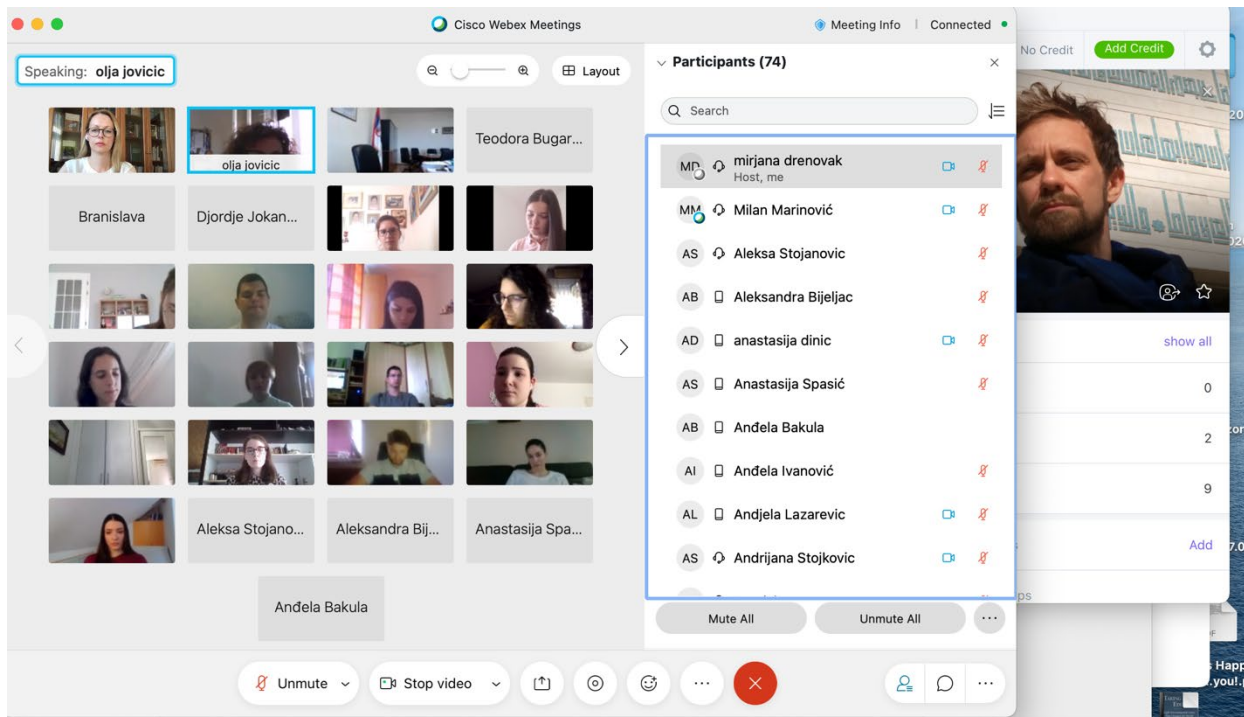 Cisco Webex Meetings
Meeting Info
Connected
Speaking: olja jovicic
Layout
olja jovicic
Teodora Bugar...
Branislava
Djordje Jokan...
Aleksa Stojano...
Aleksandra Bij...
Anastasija Spa...
Anđela Bakula
Participants (74)
Search
MD mirjana drenovak
Host, me
MM Milan Marinović
AS Aleksa Stojanovic
AB Aleksandra Bijeljac
AD anastasija dinic
AS Anastasija Spasić
AB Anđela Bakula
AI Anđela Ivanović
AL Andjela Lazarevic
AS Andrijana Stojkovic
Mute All
Unmute All
Unmute
Stop video
No Credit
Add Credit
show all
0
2
9
Add
ps
Happ
.you!.p